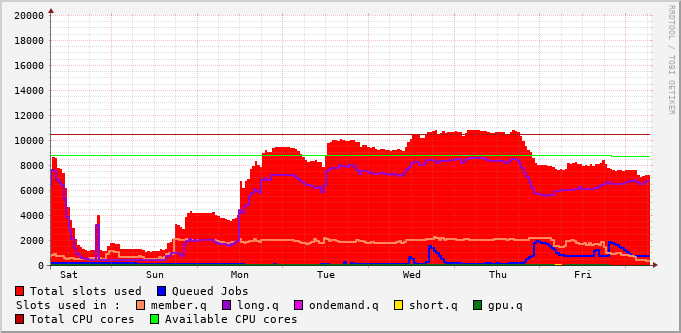 RRDTOOL / TOBI OETIKER
20000
18000
16000
14000
12000
10000
8000
6000
4000
2000
0
Sat Sun Mon Tue Wed Thu Fri
Total slots used Queued Jobs
Slots used in : member.q long.q ondemand.q short.q gpu.q
Total CPU cores Available CPU cores